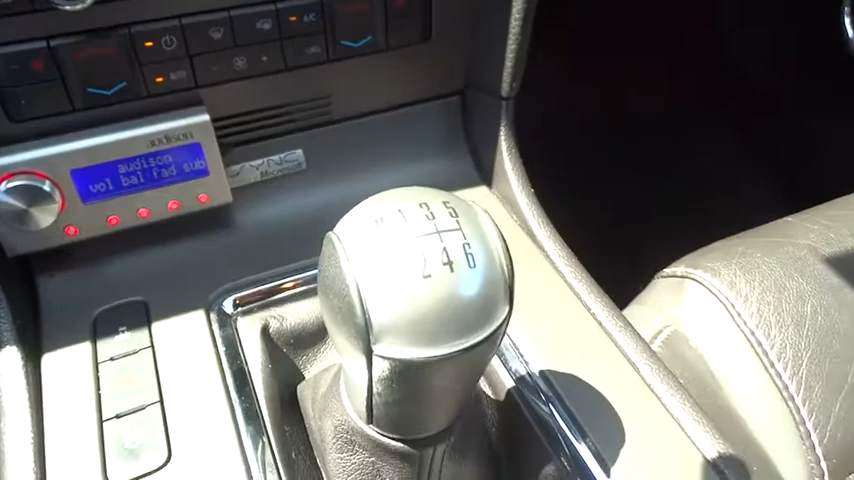 A/C
AUTO
audison
audison
vol bal fad sub
SYNC
Microsoft
R 1 3 5
2 4 6